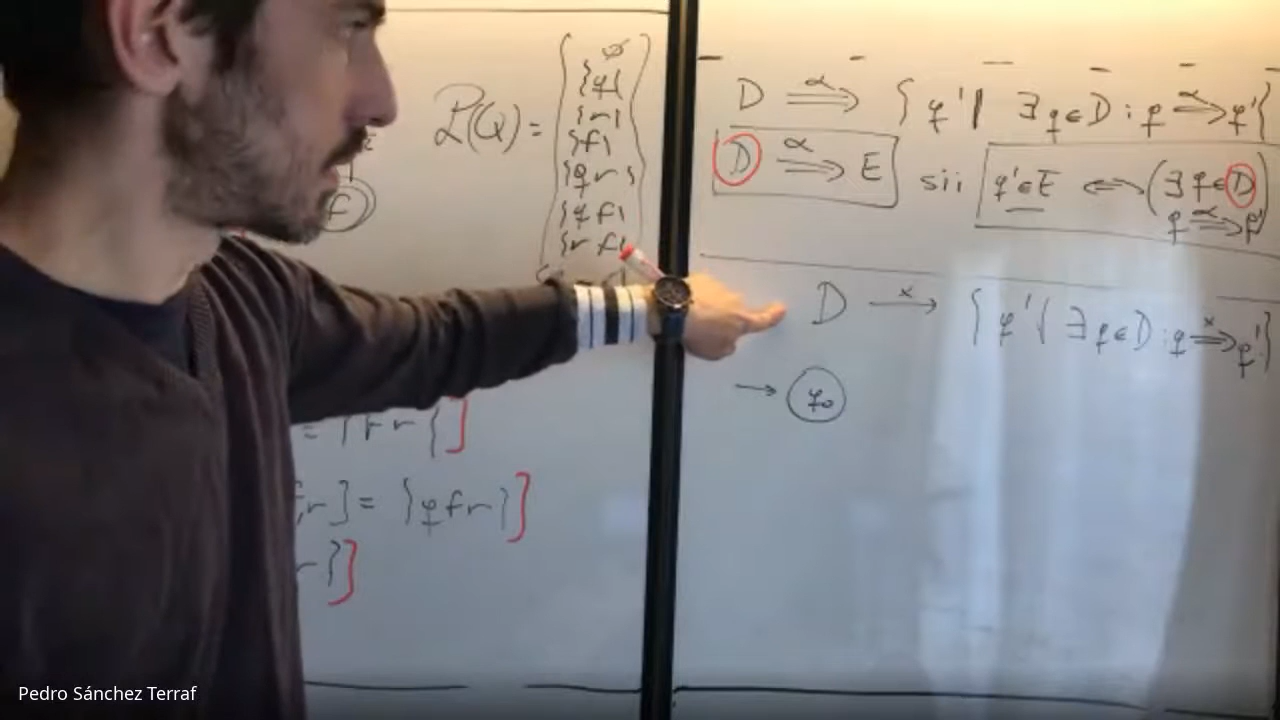 P(Q) = { ∅
{q}
{r}
{f}
{q r}
{q f}
{r f}
f
D =α=> { q' | ∃ q ∈ D : q =α=> q' }
D =α=> E sii q' ∈ E <=> (∃ q ∈ D
q =α=> q')
D -x-> { q' | ∃ q ∈ D : q =x=> q' }
→ q₀
r}]
,r] = {q f r}]
r}]
Pedro Sánchez Terraf